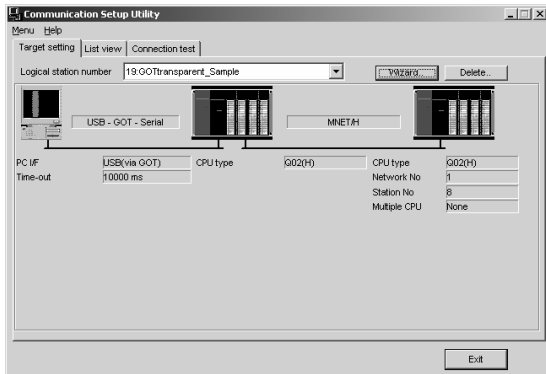 Communication Setup Utility
Menu Help
Target setting List view Connection test
Logical station number 19:GOTtransparent_Sample Wizard.. Delete..
USB - GOT - Serial MNET/H
PC I/F USB(via GOT) CPU type Q02(H) CPU type Q02(H)
Time-out 10000 ms Network No 1
Station No 8
Multiple CPU None
Exit